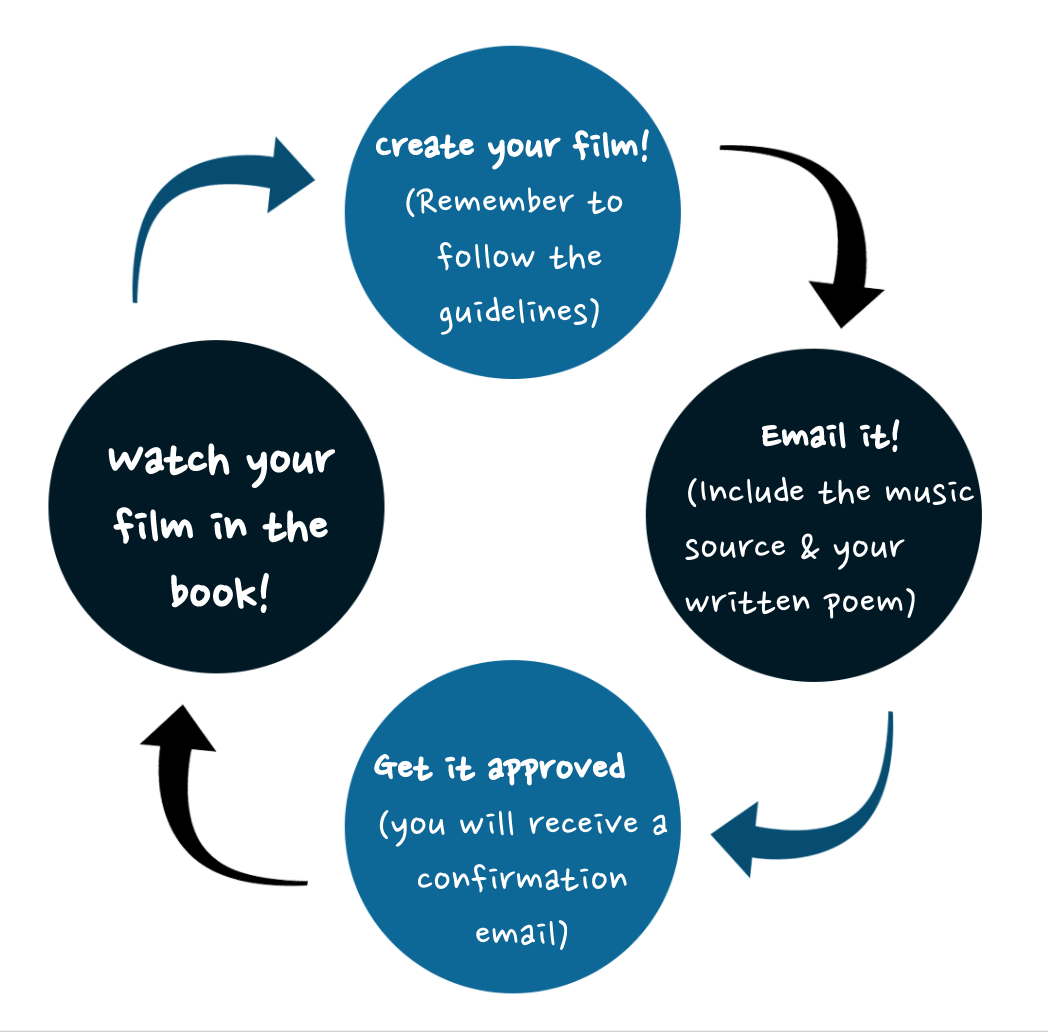 create your film!
(Remember to
follow the
guidelines)
Email it!
(Include the music
source & your
written poem)
Get it approved
(you will receive a
confirmation
email)
Watch your
film in the
book!